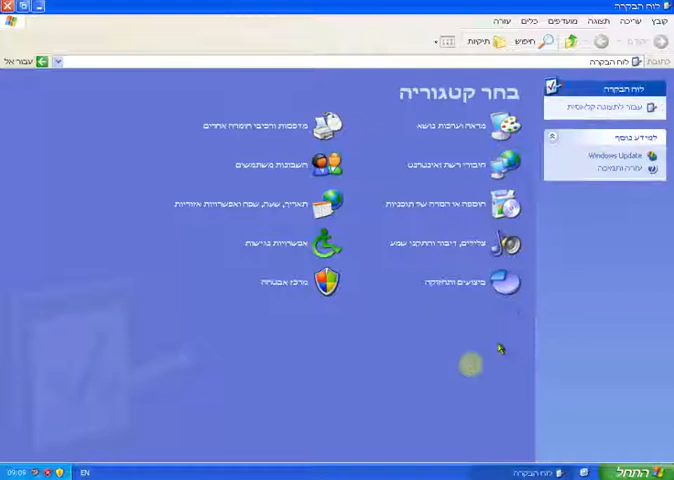 לוח הבקרה
קובץ עריכה תצוגה מועדפים כלים עזרה
חיפוש תיקיות
כתובת לוח הבקרה עבור אל
לוח הבקרה
עבור לתצוגה קלאסית
למידע נוסף
Windows Update
עזרה ותמיכה
בחר קטגוריה
מראה וערכות נושא
מדפסות ורכיבי חומרה אחרים
חיבורי רשת ואינטרנט
חשבונות משתמשים
הוספה או הסרה של תוכניות
תאריך, שעה, שפה ואפשרויות אזוריות
צלילים, דיבור והתקני שמע
אפשרויות נגישות
ביצועים ותחזוקה
מרכז אבטחה
התחל
לוח הבקרה
EN
09:09